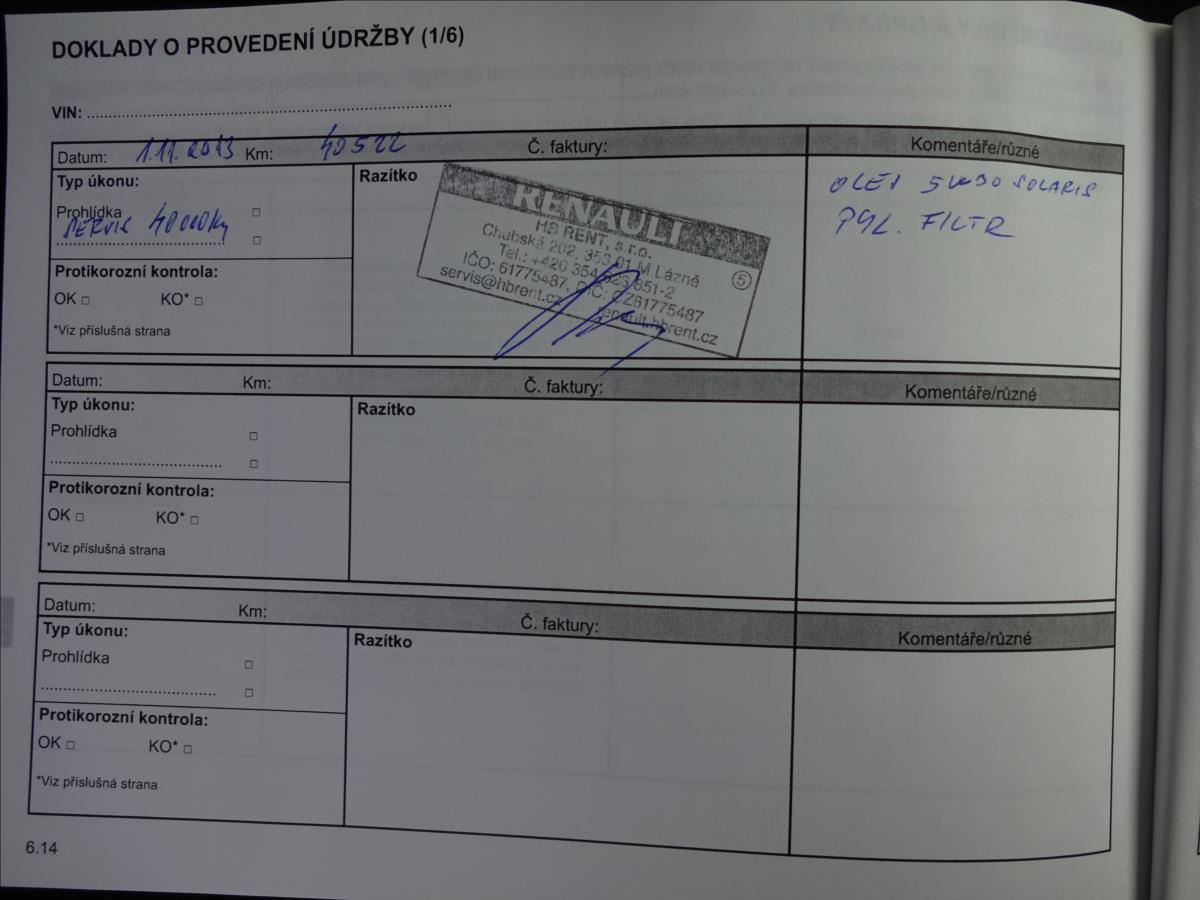 DOKLADY O PROVEDENÍ ÚDRŽBY (1/6)
VIN: ........................................................................
Datum: 1.11.2013 Km: 40522 Č. faktury: Komentáře/různé
Typ úkonu:
Prohlídka □
SERVIS 40000KM □
Protikorozní kontrola:
OK □ KO* □
*Viz příslušná strana
Razítko
RENAULT
HB RENT, s.r.o.
Chebská 202, 353 01 M.Lázně
Tel.: +420 354 623 851-2
IČO: 61775487, DIČ: CZ61775487
servis@hbrent.cz renault.hbrent.cz
5
OLEJ 5W30 SOLARIS
PYL. FILTR
Datum: Km: Č. faktury: Komentáře/různé
Typ úkonu:
Prohlídka □
............................................ □
Protikorozní kontrola:
OK □ KO* □
*Viz příslušná strana
Razítko
Datum: Km: Č. faktury: Komentáře/různé
Typ úkonu:
Prohlídka □
............................................ □
Protikorozní kontrola:
OK □ KO* □
*Viz příslušná strana
Razítko
6.14